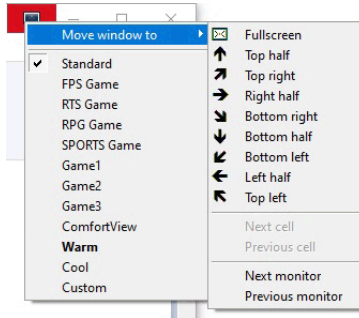 Move window to
Standard
FPS Game
RTS Game
RPG Game
SPORTS Game
Game1
Game2
Game3
ComfortView
Warm
Cool
Custom
Fullscreen
Top half
Top right
Right half
Bottom right
Bottom half
Bottom left
Left half
Top left
Next cell
Previous cell
Next monitor
Previous monitor